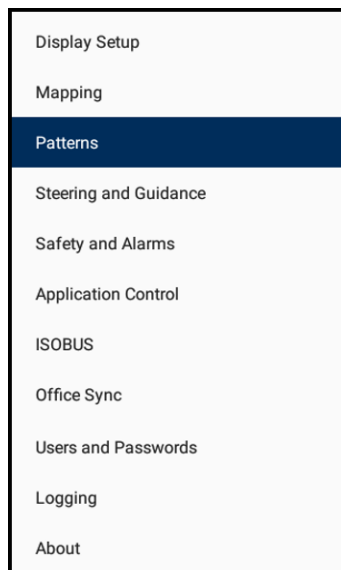 Display Setup
Mapping
Patterns
Steering and Guidance
Safety and Alarms
Application Control
ISOBUS
Office Sync
Users and Passwords
Logging
About